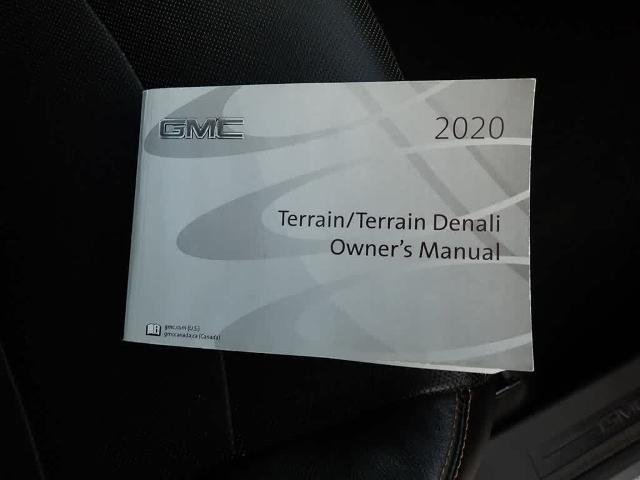 GMC
2020
Terrain/Terrain Denali
Owner's Manual
gmc.com (U.S.)
gmccanada.ca (Canada)